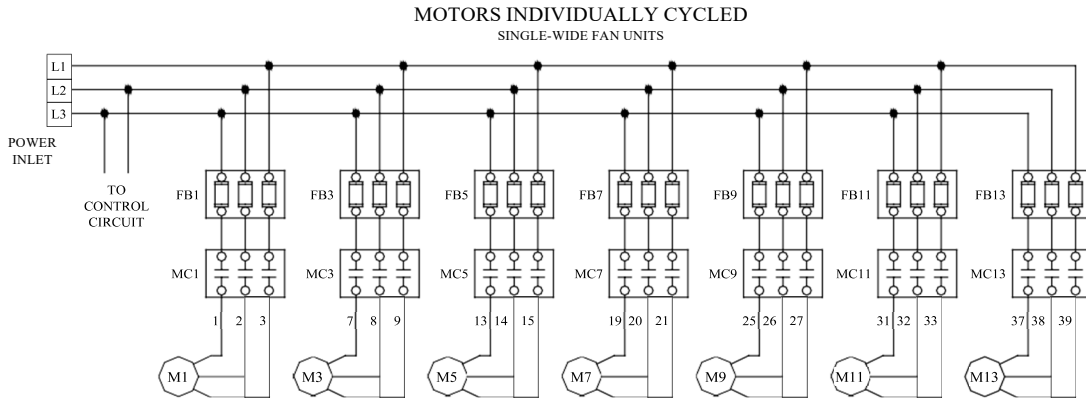 MOTORS INDIVIDUALLY CYCLED
SINGLE-WIDE FAN UNITS
L1
L2
L3
POWER
INLET
TO
CONTROL
CIRCUIT
FB1
FB3
FB5
FB7
FB9
FB11
FB13
MC1
MC3
MC5
MC7
MC9
MC11
MC13
1 2 3
7 8 9
13 14 15
19 20 21
25 26 27
31 32 33
37 38 39
M1
M3
M5
M7
M9
M11
M13